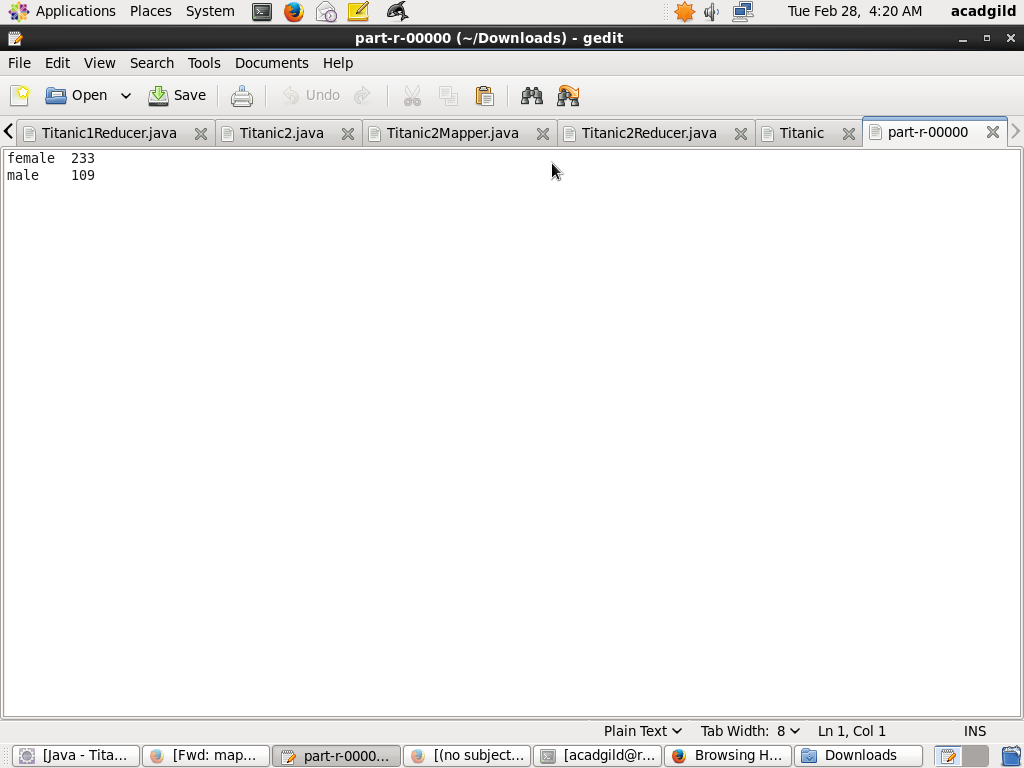 Applications Places System Tue Feb 28, 4:20 AM acadgild
part-r-00000 (~/Downloads) - gedit
File Edit View Search Tools Documents Help
Open Save Undo
Titanic1Reducer.java Titanic2.java Titanic2Mapper.java Titanic2Reducer.java Titanic part-r-00000
female 233
male 109
Plain Text Tab Width: 8 Ln 1, Col 1 INS
[Java - Tita... [Fwd: map... part-r-0000... [(no subject... [acadgild@r... Browsing H... Downloads